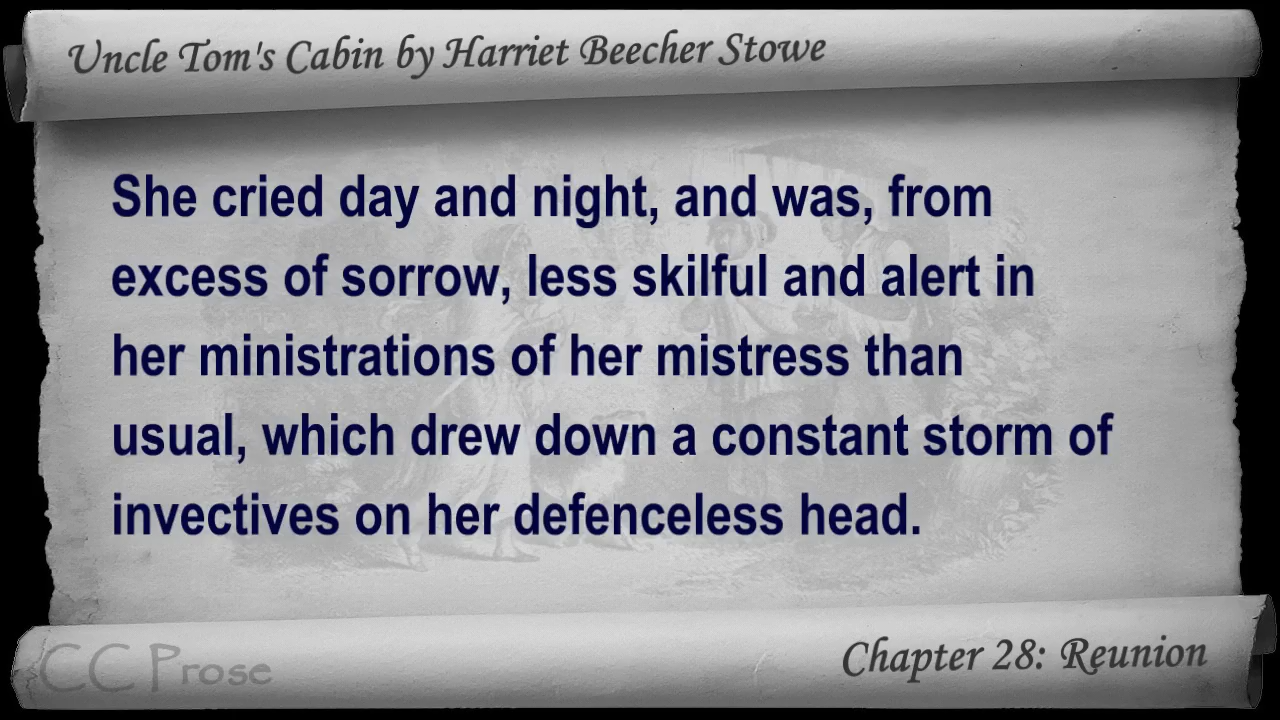 Uncle Tom's Cabin by Harriet Beecher Stowe
She cried day and night, and was, from
excess of sorrow, less skilful and alert in
her ministrations of her mistress than
usual, which drew down a constant storm of
invectives on her defenceless head.
CC Prose
Chapter 28: Reunion